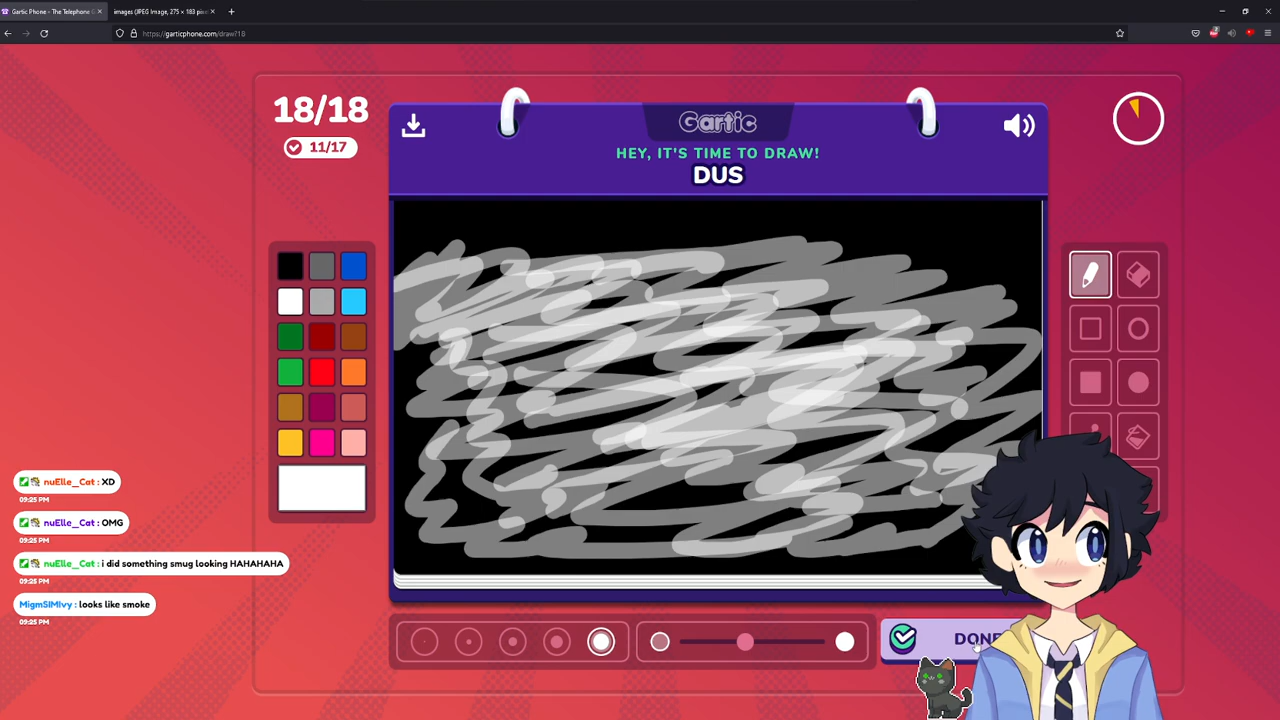 Gartic Phone - The Telephone G
images (JPEG Image, 275 × 183 pixe
https://garticphone.com/draw?18
18/18
11/17
Gartic
HEY, IT'S TIME TO DRAW!
DUS
nuElle_Cat : XD
09:25 PM
nuElle_Cat : OMG
09:25 PM
nuElle_Cat : i did something smug looking HAHAHAHA
09:25 PM
MigmSIMIvy : looks like smoke
09:25 PM
DONE